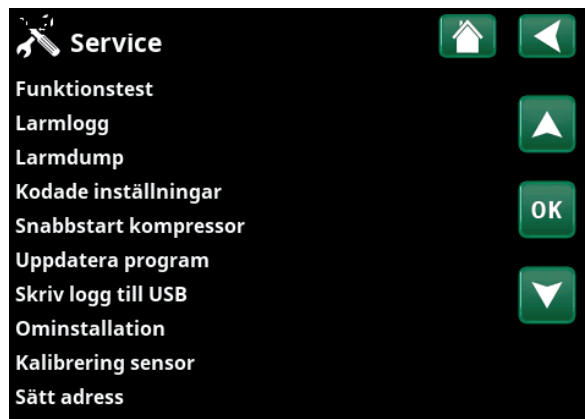 Service
Funktionstest
Larmlogg
Larmdump
Kodade inställningar
Snabbstart kompressor
OK
Uppdatera program
Skriv logg till USB
Ominstallation
Kalibrering sensor
Sätt adress